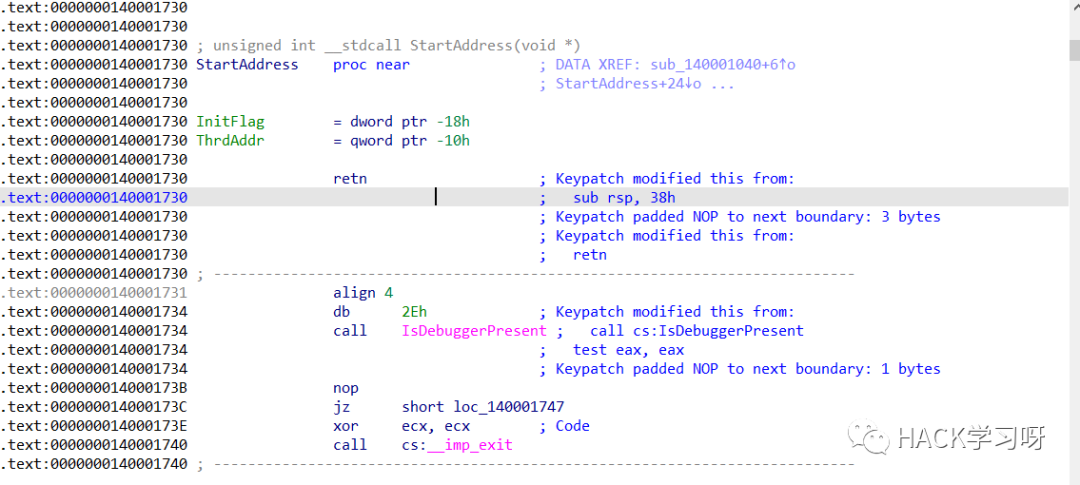 .text:0000000140001730
.text:0000000140001730
.text:0000000140001730 ; unsigned int __stdcall StartAddress(void *)
.text:0000000140001730 StartAddress    proc near               ; DATA XREF: sub_140001040+6↑o
.text:0000000140001730                                         ; StartAddress+24↓o ...
.text:0000000140001730
.text:0000000140001730 InitFlag        = dword ptr -18h
.text:0000000140001730 ThrdAddr        = qword ptr -10h
.text:0000000140001730
.text:0000000140001730                 retn                    ; Keypatch modified this from:
.text:0000000140001730                                         ;   sub rsp, 38h
.text:0000000140001730                                         ; Keypatch padded NOP to next boundary: 3 bytes
.text:0000000140001730                                         ; Keypatch modified this from:
.text:0000000140001730                                         ;   retn
.text:0000000140001730 ; ---------------------------------------------------------------------------
.text:0000000140001731                 align 4
.text:0000000140001734                 db      2Eh             ; Keypatch modified this from:
.text:0000000140001734                 call    IsDebuggerPresent ;   call cs:IsDebuggerPresent
.text:0000000140001734                                         ;   test eax, eax
.text:0000000140001734                                         ; Keypatch padded NOP to next boundary: 1 bytes
.text:000000014000173B                 nop
.text:000000014000173C                 jz      short loc_140001747
.text:000000014000173E                 xor     ecx, ecx        ; Code
.text:0000000140001740                 call    cs:__imp_exit
.text:0000000140001740 ; ---------------------------------------------------------------------------
HACK学习呀